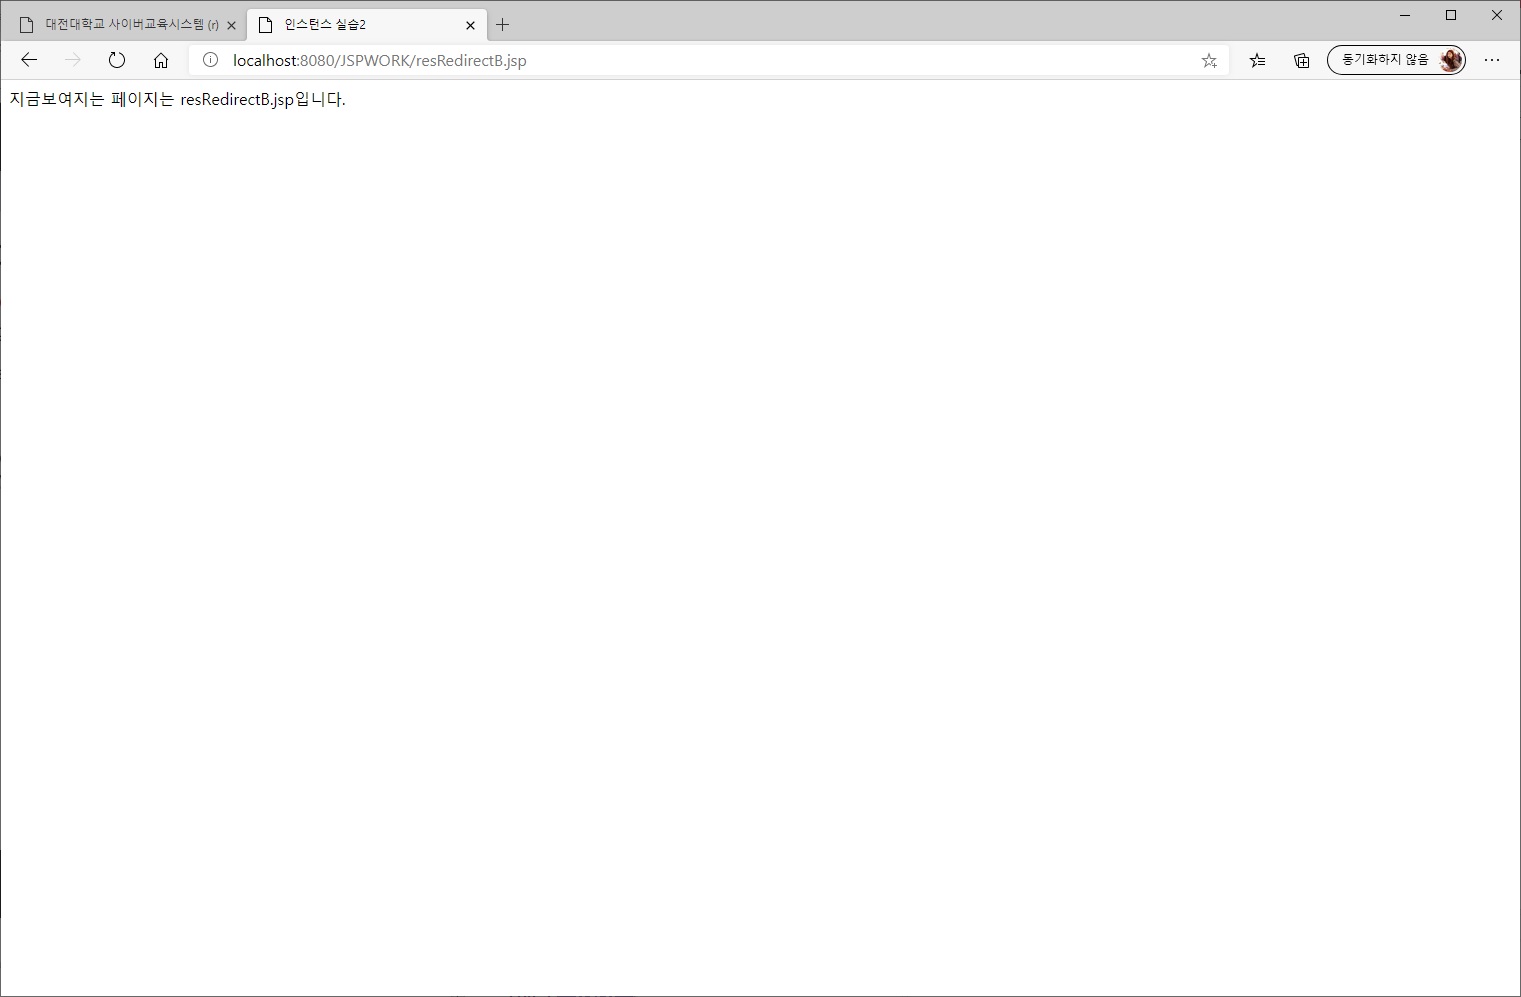 대전대학교 사이버교육시스템 (r)
인스턴스 실습2
localhost:8080/JSPWORK/resRedirectB.jsp
동기화하지 않음
지금보여지는 페이지는 resRedirectB.jsp입니다.